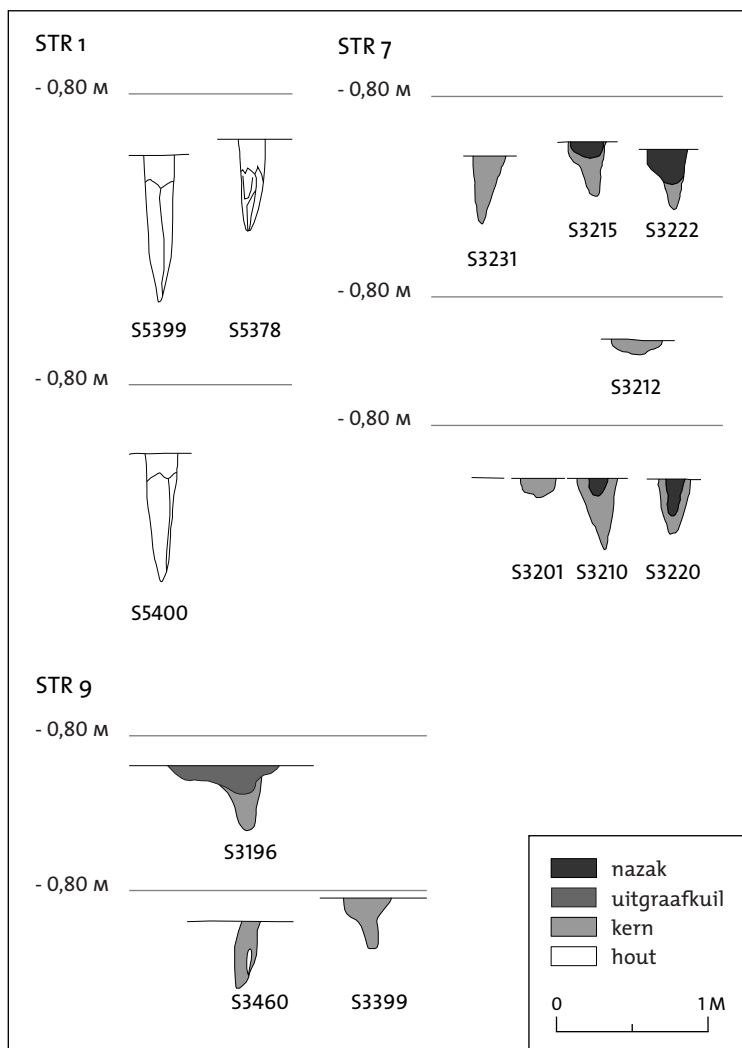 STR 1
- 0,80 M
S5399
S5378
- 0,80 M
S5400
STR 7
- 0,80 M
S3231
S3215
S3222
- 0,80 M
S3212
- 0,80 M
S3201
S3210
S3220
STR 9
- 0,80 M
S3196
- 0,80 M
S3460
S3399
nazak
uitgraafkuil
kern
hout
0 1 M